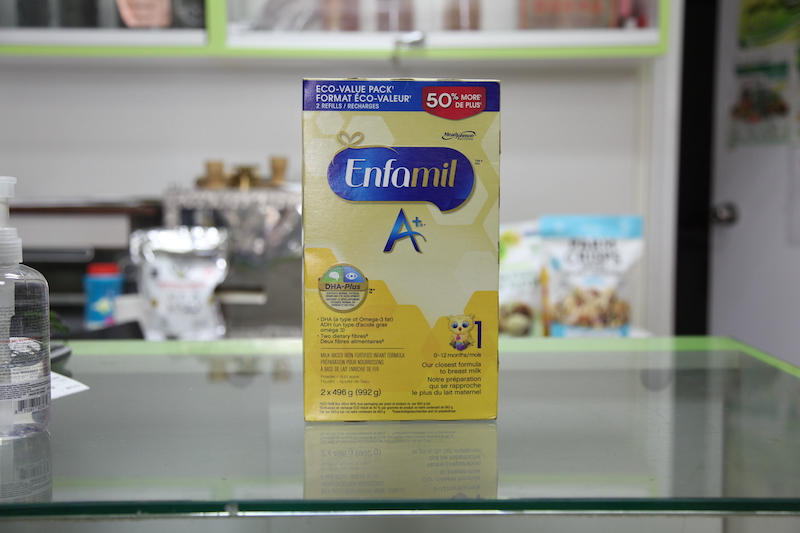 ECO-VALUE PACK†
FORMAT ÉCO-VALEUR†
2 REFILLS / RECHARGES
50% MORE†
DE PLUS†
MeadJohnson
Enfamil
A+
DHA-Plus
• DHA (a type of Omega-3 fat)
ADH (un type d'acide gras
oméga 3)
• Two dietary fibres
Deux fibres alimentaires
MILK-BASED IRON FORTIFIED INFANT FORMULA
PRÉPARATION POUR NOURRISSONS
À BASE DE LAIT ENRICHIE DE FER
2 x 496 g (992 g)
1
0-12 months/mois
Our closest formula
to breast milk
Notre préparation
qui se rapproche
le plus du lait maternel
CRISPS